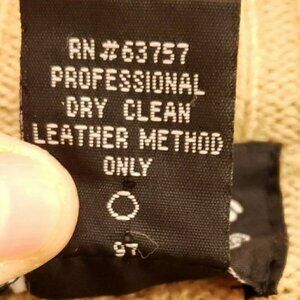 RN #63757
PROFESSIONAL
DRY CLEAN
LEATHER METHOD
ONLY
97